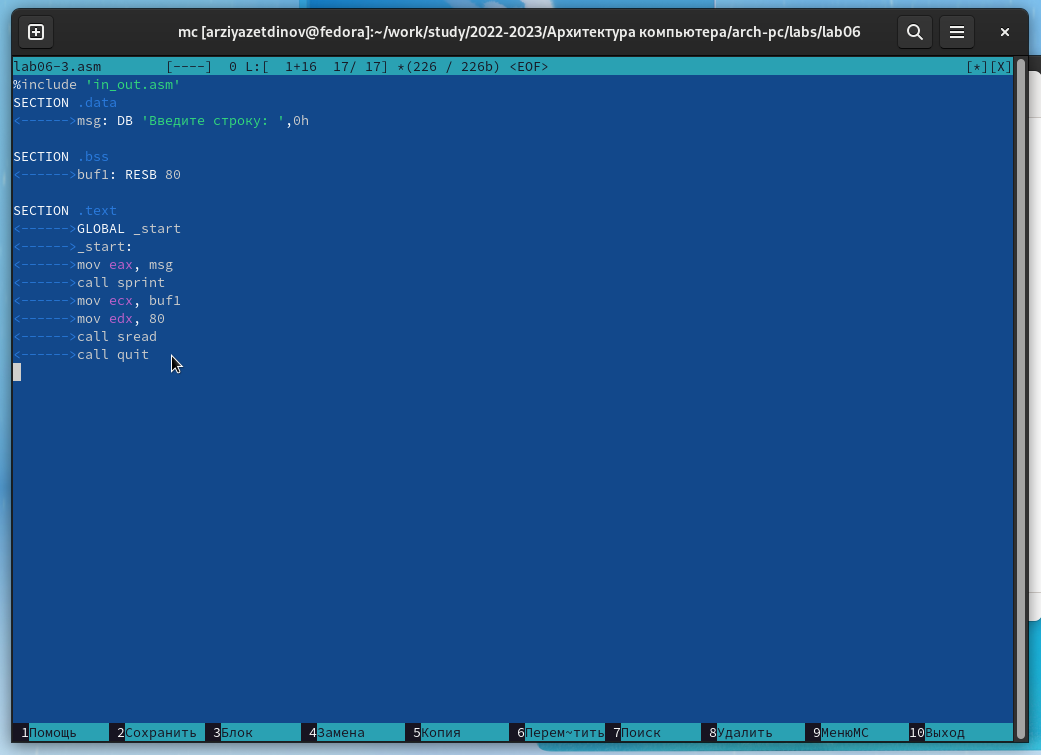 mc [arziyazetdinov@fedora]:~/work/study/2022-2023/Архитектура компьютера/arch-pc/labs/lab06
lab06-3.asm        [----]  0 L:[  1+16  17/ 17] *(226 / 226b) <EOF>                                                    [*][X]
%include 'in_out.asm'
SECTION .data
<------>msg: DB 'Введите строку: ',0h
SECTION .bss
<------>buf1: RESB 80
SECTION .text
<------>GLOBAL _start
<------>_start:
<------>mov eax, msg
<------>call sprint
<------>mov ecx, buf1
<------>mov edx, 80
<------>call sread
<------>call quit
1Помощь 2Сохранить 3Блок 4Замена 5Копия 6Перем~тить 7Поиск 8Удалить 9МенюMC 10Выход